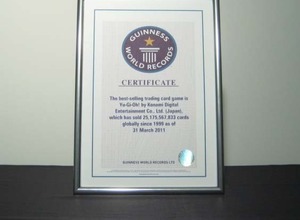 GUINNESS
WORLD RECORDS
CERTIFICATE
The best-selling trading card game is
Yu-Gi-Oh! by Konami Digital
Entertainment Co., Ltd. (Japan),
which has sold 25,175,567,833 cards
globally since 1999 as of
31 March 2011
GUINNESS WORLD RECORDS LTD